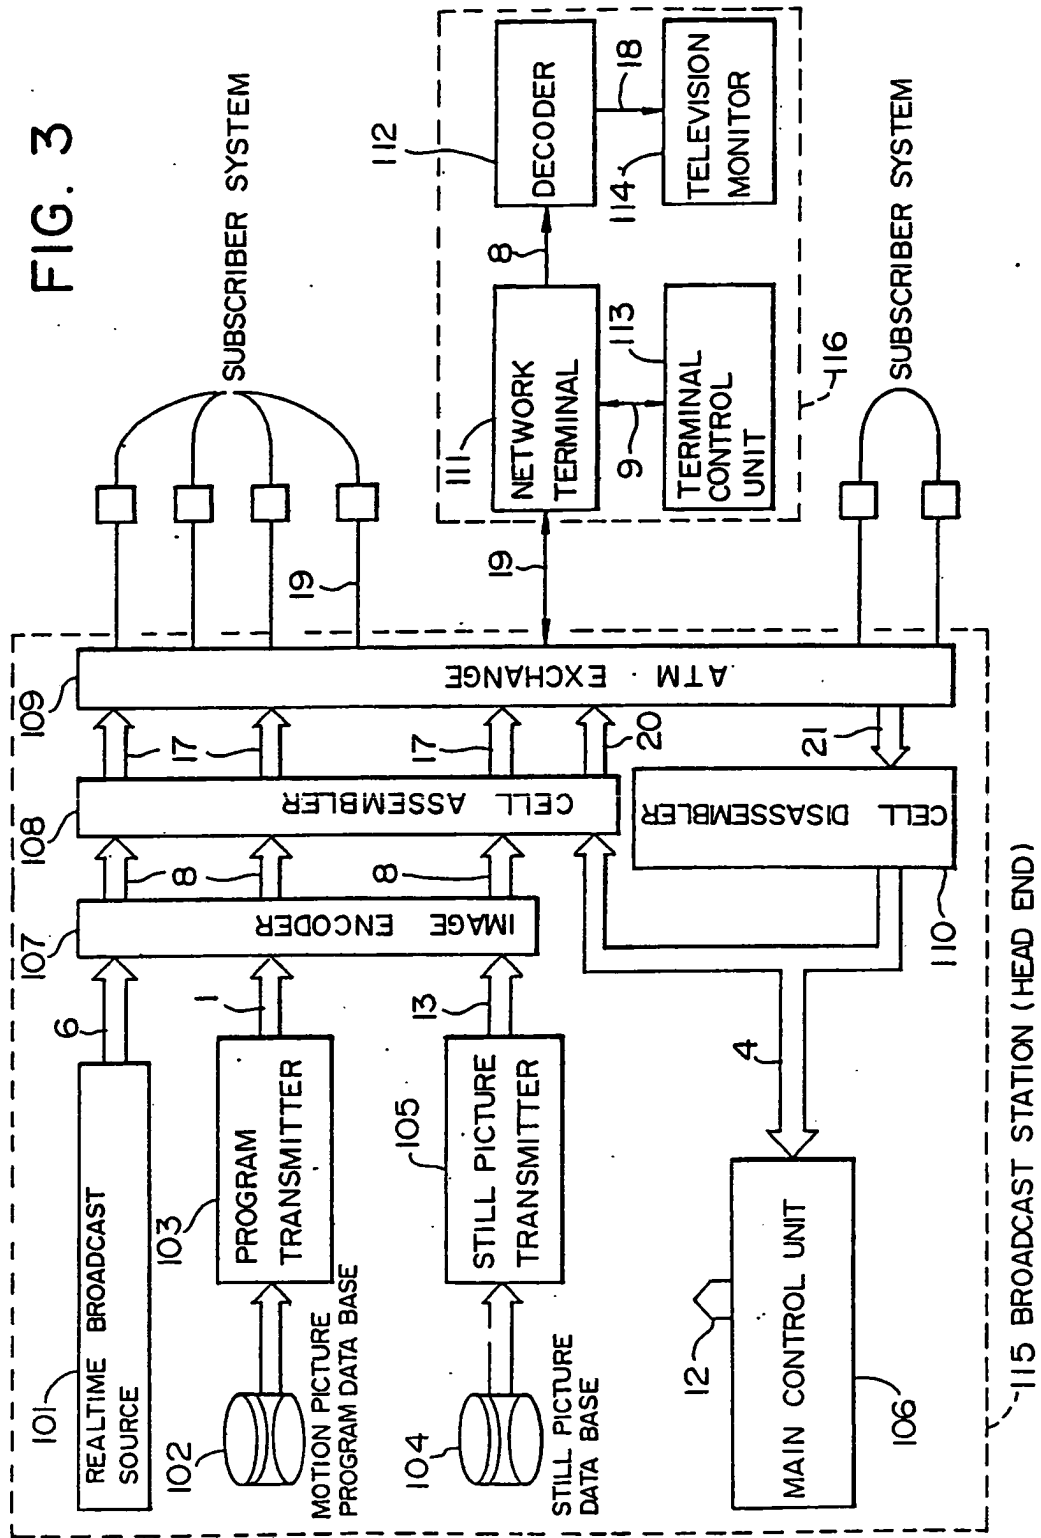 FIG. 3
101
REALTIME BROADCAST
SOURCE
6
102
MOTION PICTURE
PROGRAM DATA BASE
103
PROGRAM
TRANSMITTER
1
104
STILL PICTURE
DATA BASE
105
STILL PICTURE
TRANSMITTER
13
107
IMAGE ENCODER
8
8
108
CELL ASSEMBLER
17
17
20
109
ATM EXCHANGE
21
110
CELL DISASSEMBLER
4
12
MAIN CONTROL UNIT
106
115 BROADCAST STATION (HEAD END)
19
SUBSCRIBER SYSTEM
19
111
NETWORK
TERMINAL
8
112
DECODER
18
9
113
TERMINAL
CONTROL
UNIT
114
TELEVISION
MONITOR
116
SUBSCRIBER SYSTEM